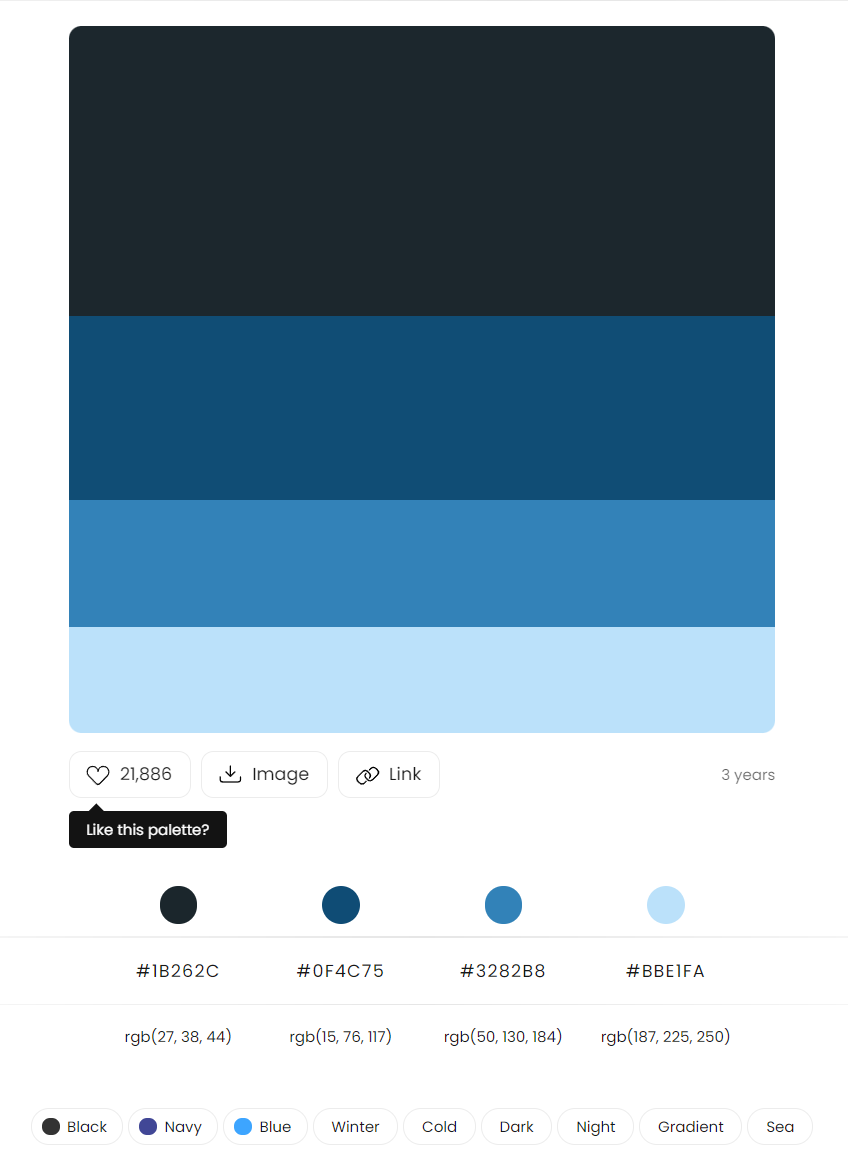 21,886 Image Link 3 years
Like this palette?
#1B262C #0F4C75 #3282B8 #BBE1FA
rgb(27, 38, 44) rgb(15, 76, 117) rgb(50, 130, 184) rgb(187, 225, 250)
Black Navy Blue Winter Cold Dark Night Gradient Sea